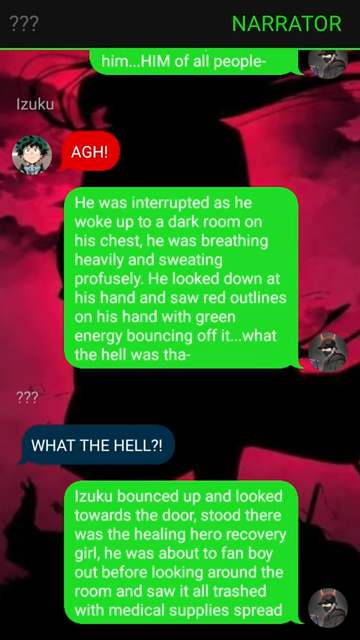 ??? NARRATOR
him...HIM of all people-
Izuku
AGH!
He was interrupted as he
woke up to a dark room on
his chest, he was breathing
heavily and sweating
profusely. He looked down at
his hand and saw red outlines
on his hand with green
energy bouncing off it...what
the hell was tha-
???
WHAT THE HELL?!
Izuku bounced up and looked
towards the door, stood there
was the healing hero recovery
girl, he was about to fan boy
out before looking around the
room and saw it all trashed
with medical supplies spread